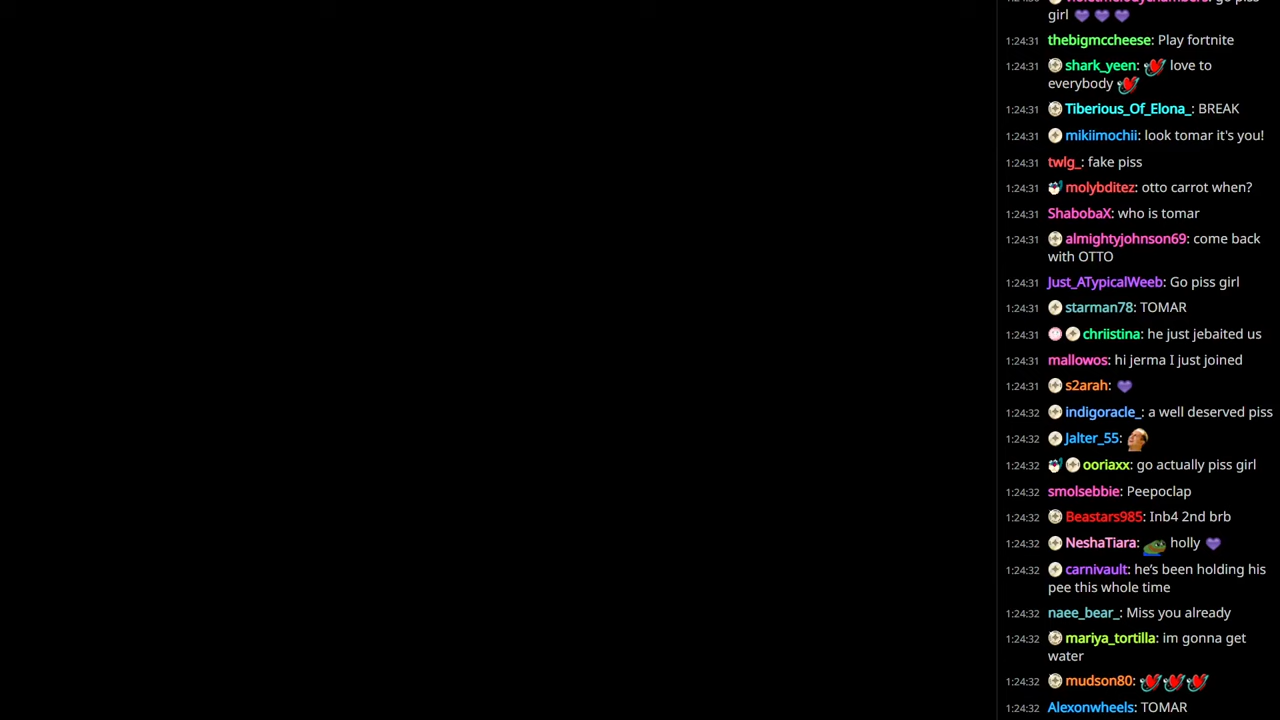 girl
1:24:31 thebigmccheese: Play fortnite
1:24:31 shark_yeen: love to
everybody
1:24:31 Tiberious_Of_Elona_: BREAK
1:24:31 mikiimochii: look tomar it's you!
1:24:31 twlg_: fake piss
1:24:31 molybditez: otto carrot when?
1:24:31 ShabobaX: who is tomar
1:24:31 almightyjohnson69: come back
with OTTO
1:24:31 Just_ATypicalWeeb: Go piss girl
1:24:31 starman78: TOMAR
1:24:31 chriistina: he just jebaited us
1:24:31 mallowos: hi jerma I just joined
1:24:31 s2arah:
1:24:32 indigoracle_: a well deserved piss
1:24:32 Jalter_55:
1:24:32 ooriaxx: go actually piss girl
1:24:32 smolsebbie: Peepoclap
1:24:32 Beastars985: Inb4 2nd brb
1:24:32 NeshaTiara: holly
1:24:32 carnivault: he’s been holding his
pee this whole time
1:24:32 naee_bear_: Miss you already
1:24:32 mariya_tortilla: im gonna get
water
1:24:32 mudson80:
1:24:32 Alexonwheels: TOMAR